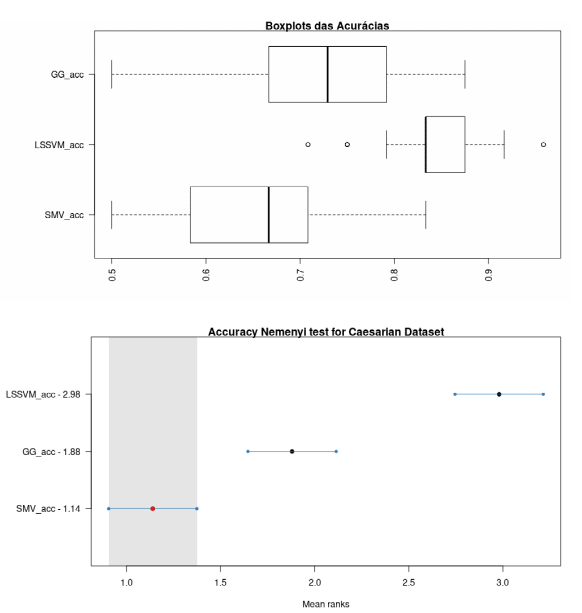 Boxplots das Acurácias
GG_acc
LSSVM_acc
SMV_acc
0.5 0.6 0.7 0.8 0.9
Accuracy Nemenyi test for Caesarian Dataset
LSSVM_acc - 2.98
GG_acc - 1.88
SMV_acc - 1.14
1.0 1.5 2.0 2.5 3.0
Mean ranks